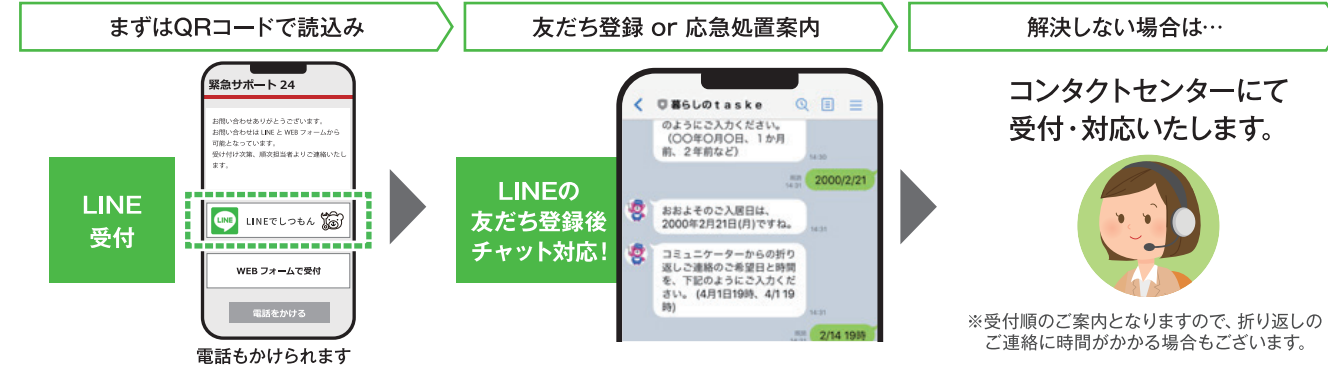 まずはQRコードで読込み
友だち登録 or 応急処置案内
解決しない場合は…
LINE
受付
緊急サポート 24
お問い合わせありがとうございます。
お問い合わせは LINE と WEB フォームから
可能となっています。
受け付け次第、順次担当者よりご連絡いたし
ます。
LINE
LINEでしつもん
WEB フォームで受付
電話をかける
電話もかけられます
LINEの
友だち登録後
チャット対応!
暮らしのtaske
のようにご入力ください。
(〇〇年〇月〇日、1か月
前、2年前など)
14:30
既読
14:31
2000/2/21
おおよそのご入居日は、
2000年2月21日(月)ですね。
14:31
コミュニケーターからの折り
返しご連絡のご希望日と時間
を、下記のようにご入力くだ
さい。 (4月1日19時、4/1 19
時)
14:31
既読
2/14 19時
コンタクトセンターにて
受付・対応いたします。
※受付順のご案内となりますので、折り返しの
ご連絡に時間がかかる場合もございます。